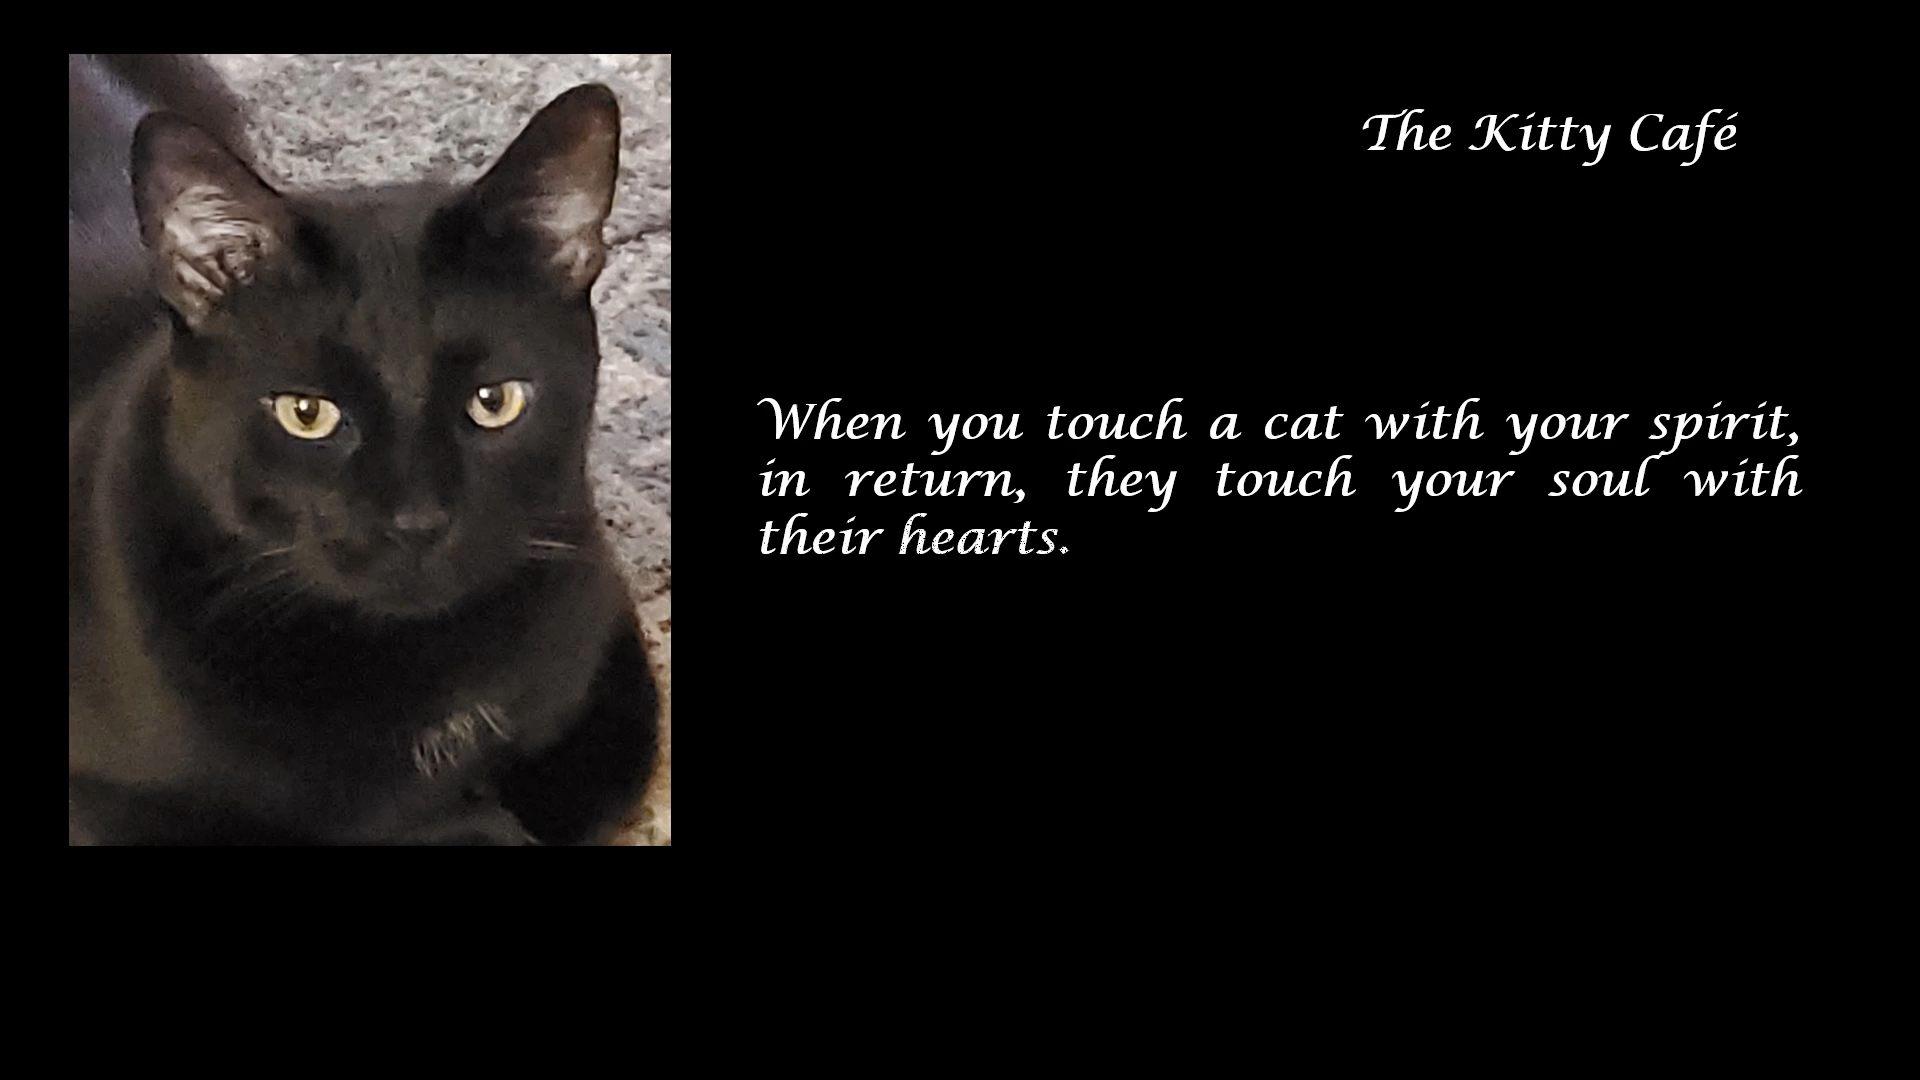 The Kitty Café
When you touch a cat with your spirit,
in return, they touch your soul with
their hearts.